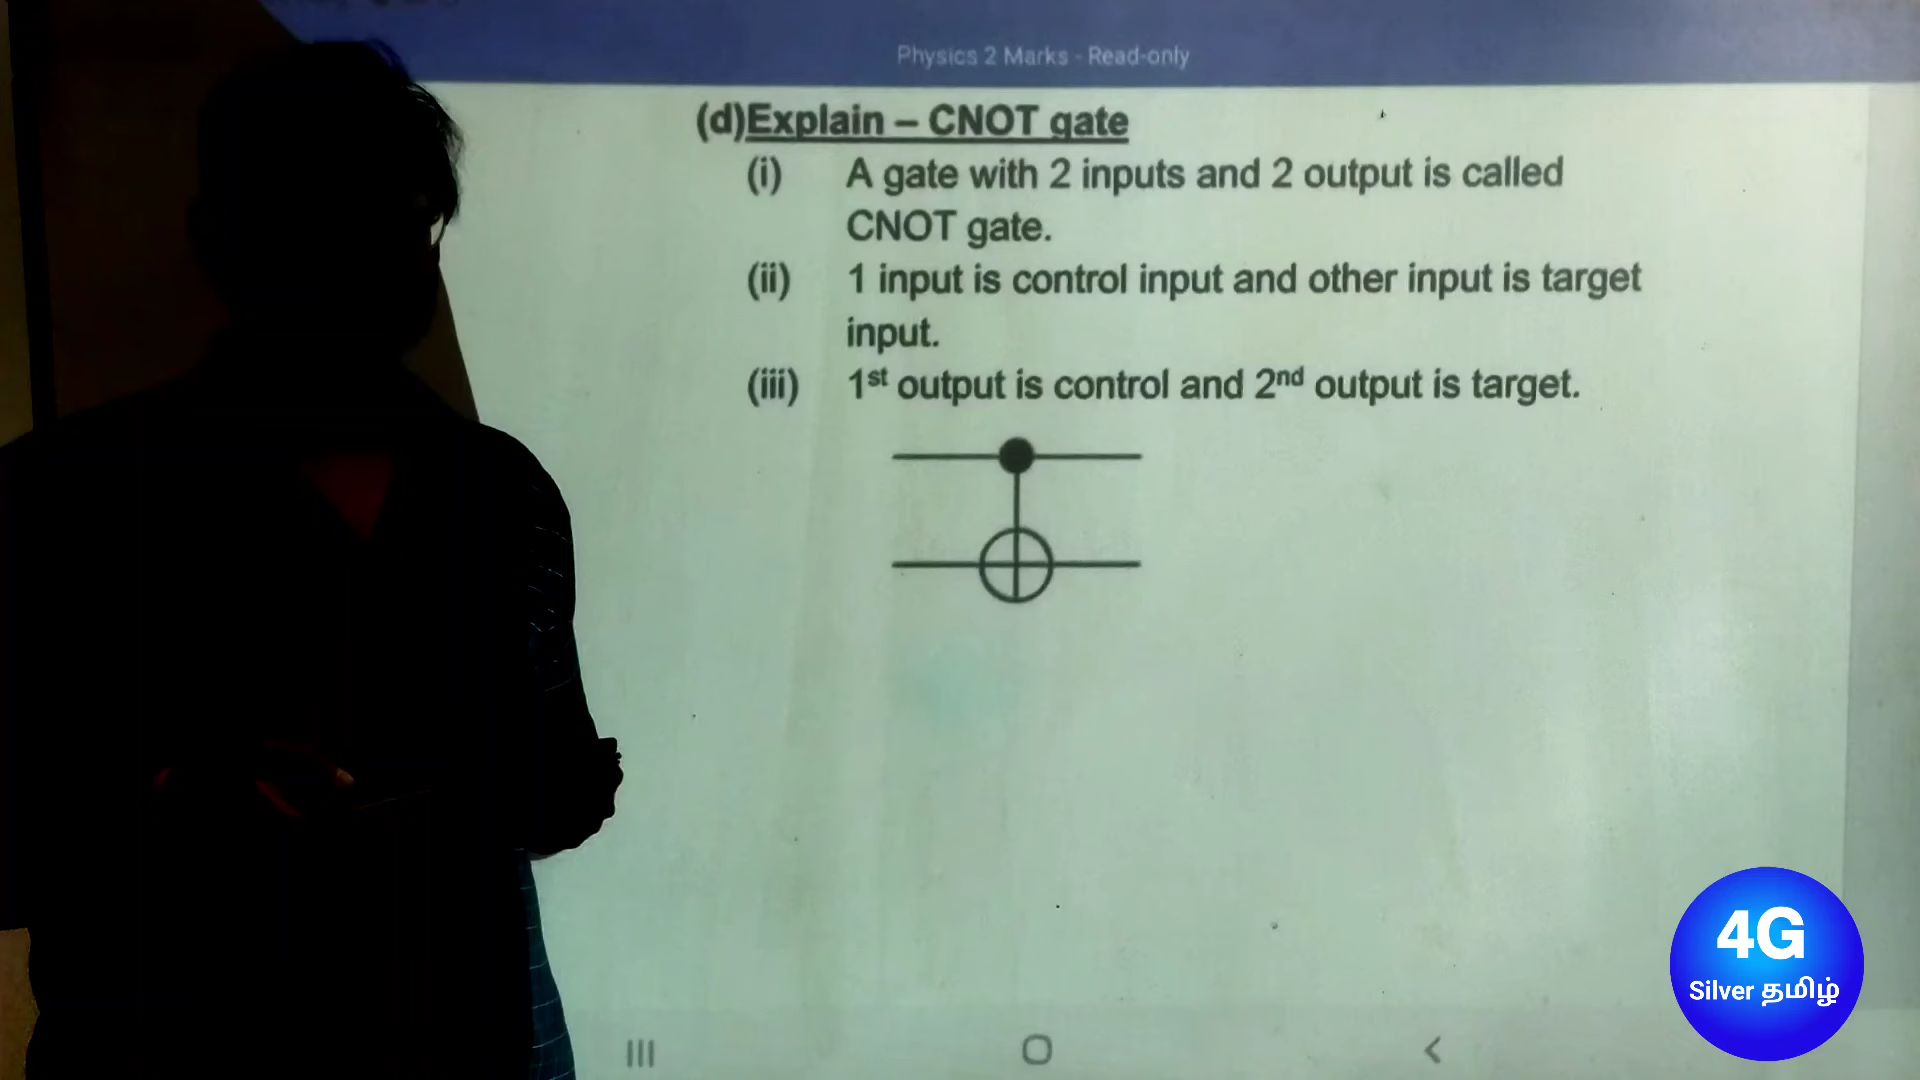 Physics 2 Marks - Read-only
(d)Explain – CNOT gate
(i) A gate with 2 inputs and 2 output is called
CNOT gate.
(ii) 1 input is control input and other input is target
input.
(iii) 1st output is control and 2nd output is target.
4G
Silver தமிழ்